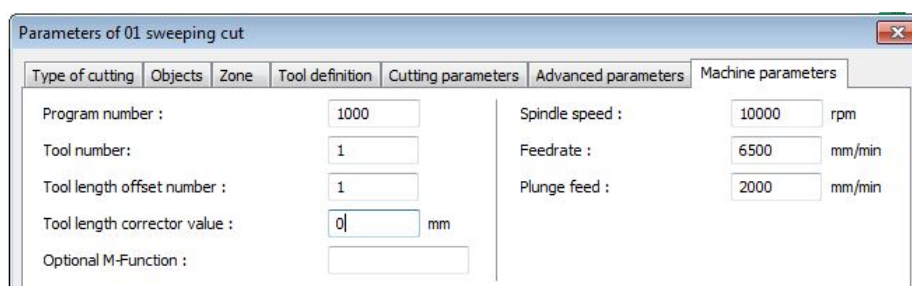 Parameters of 01 sweeping cut
Type of cutting Objects Zone Tool definition Cutting parameters Advanced parameters Machine parameters
Program number : 1000
Tool number: 1
Tool length offset number : 1
Tool length corrector value : 0 mm
Optional M-Function :
Spindle speed : 10000 rpm
Feedrate : 6500 mm/min
Plunge feed : 2000 mm/min